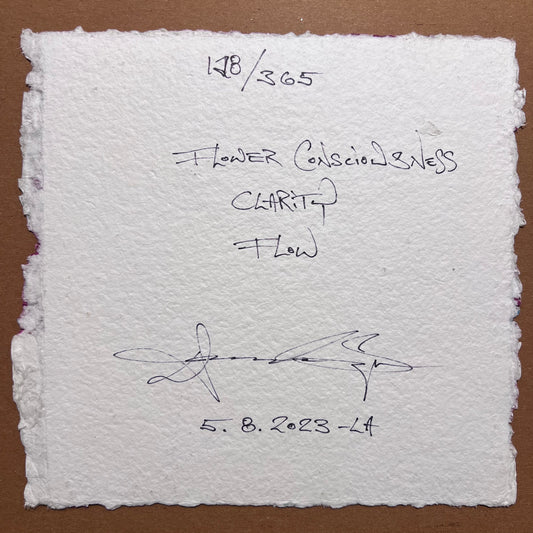 128/365
FLOWER CONSCIOUSNESS
CLARITY
FLOW
5.8.2023-LA